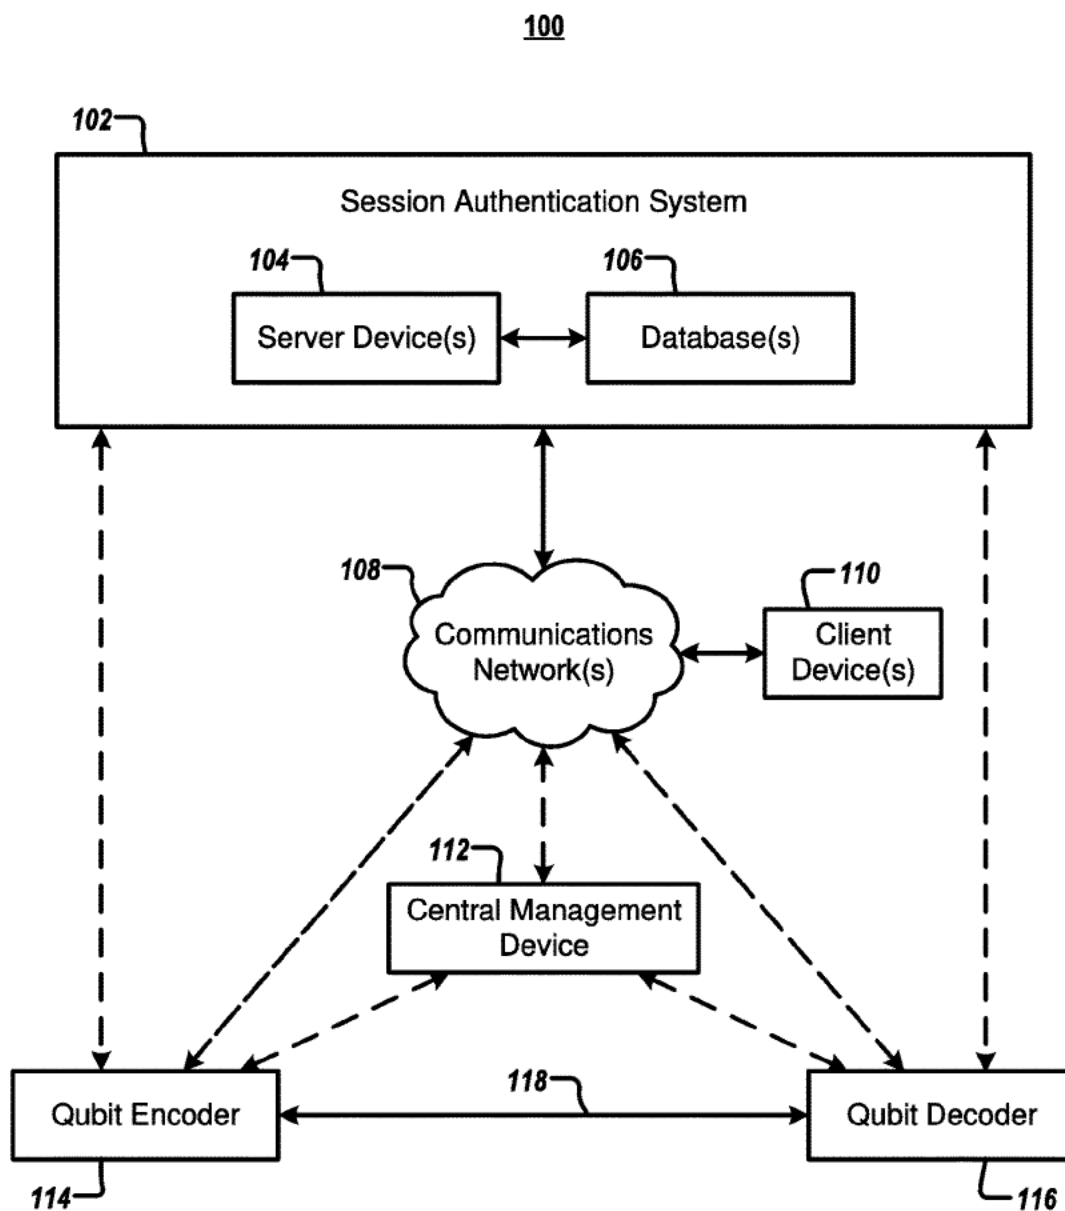 100
102
Session Authentication System
104
106
Server Device(s)
Database(s)
108
110
Communications
Network(s)
Client
Device(s)
112
Central Management
Device
118
Qubit Encoder
Qubit Decoder
114
116